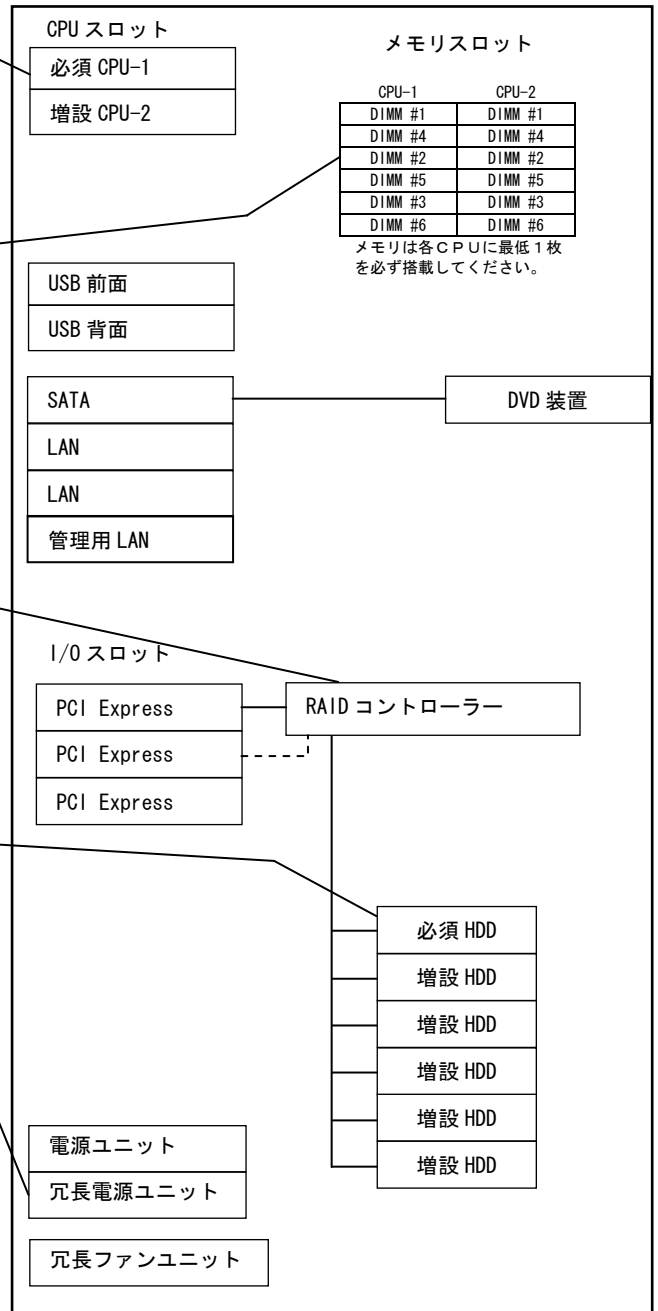 CPU スロット
必須 CPU-1
増設 CPU-2
メモリスロット
CPU-1 CPU-2
DIMM #1 DIMM #1
DIMM #4 DIMM #4
DIMM #2 DIMM #2
DIMM #5 DIMM #5
DIMM #3 DIMM #3
DIMM #6 DIMM #6
メモリは各ＣＰＵに最低１枚
を必ず搭載してください。
USB 前面
USB 背面
SATA
DVD 装置
LAN
LAN
管理用 LAN
I/O スロット
PCI Express
RAID コントローラー
PCI Express
PCI Express
必須 HDD
増設 HDD
増設 HDD
増設 HDD
増設 HDD
増設 HDD
電源ユニット
冗長電源ユニット
冗長ファンユニット